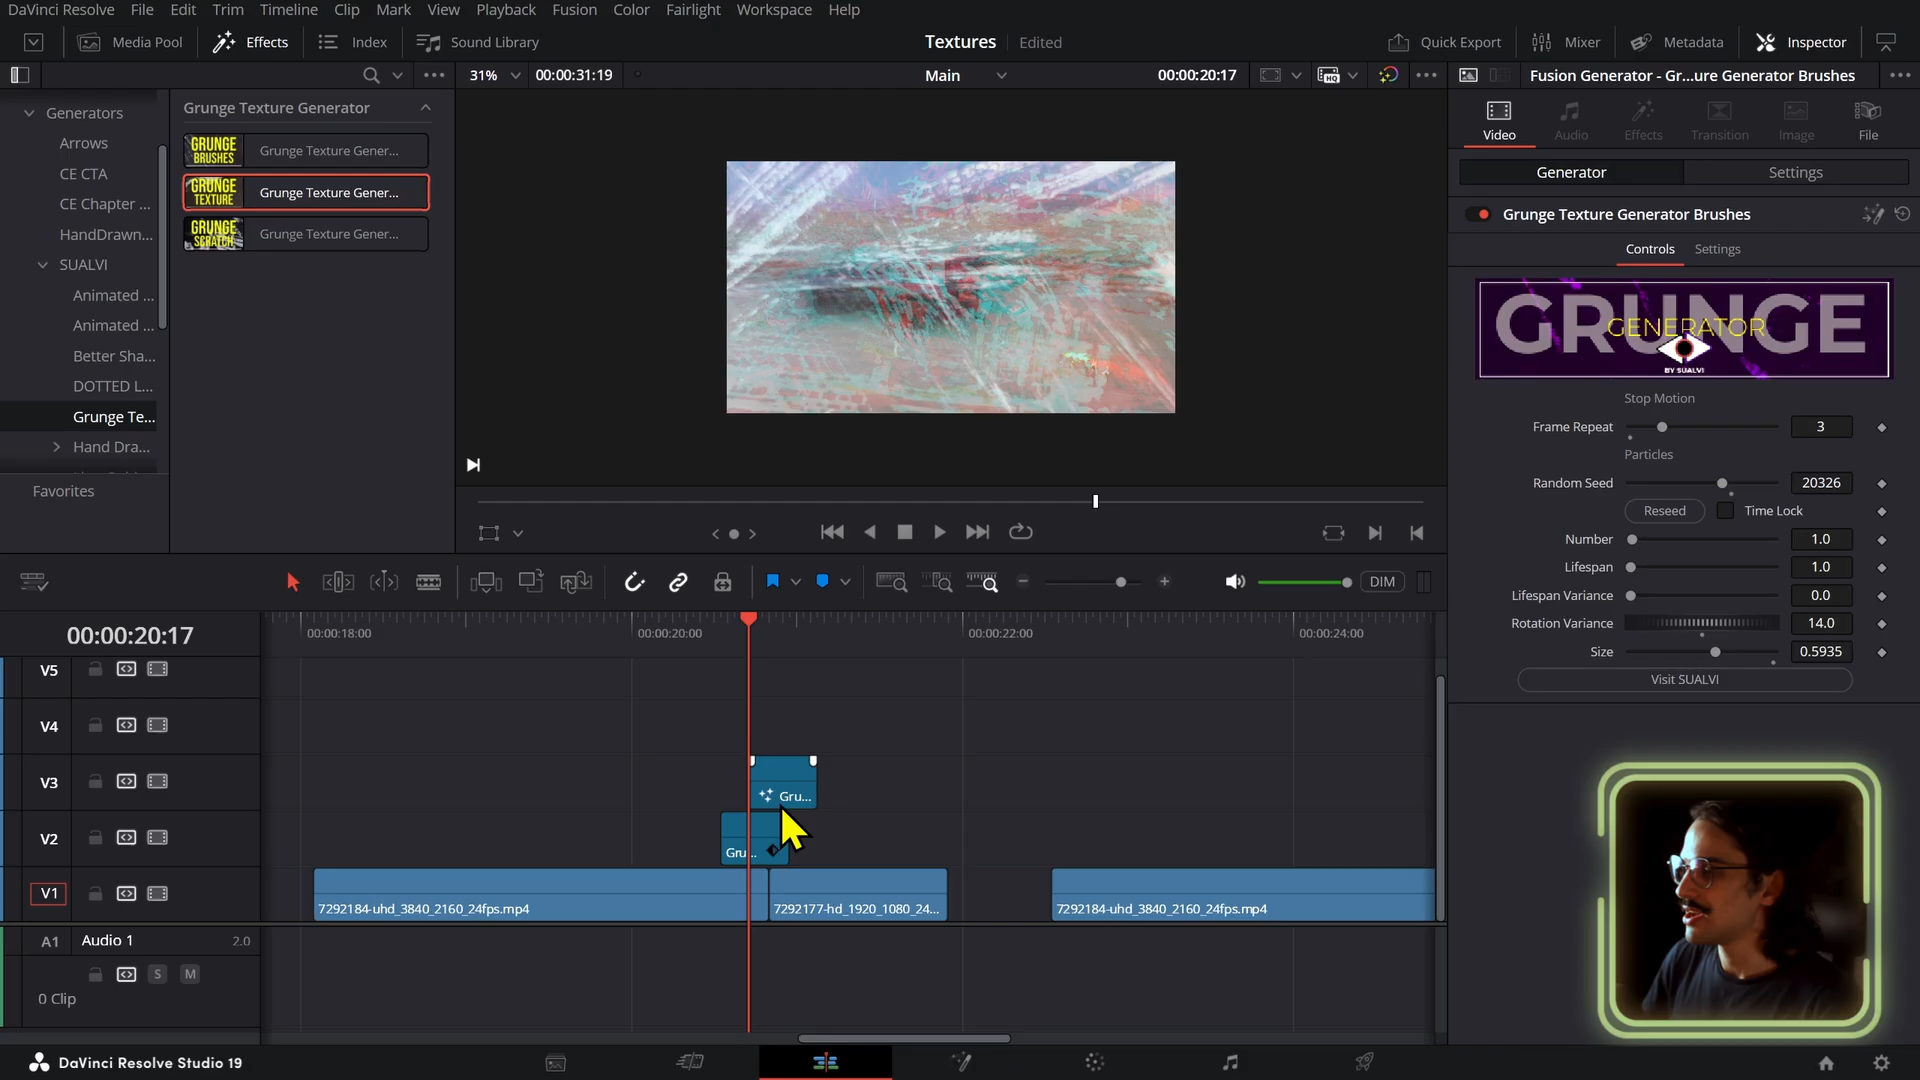 DaVinci Resolve File Edit Trim Timeline Clip Mark View Playback Fusion Color Fairlight Workspace Help
Media Pool Effects Index Sound Library Textures Edited Quick Export Mixer Metadata Inspector
31% 00:00:31:19 Main 00:00:20:17 Fusion Generator - Gr...ure Generator Brushes
Generators
Arrows
CE CTA
CE Chapter ...
HandDrawn...
SUALVI
Animated ...
Animated ...
Better Sha...
DOTTED L...
Grunge Te...
Hand Dra...
Favorites
Grunge Texture Generator
GRUNGE BRUSHES Grunge Texture Gener...
GRUNGE TEXTURE Grunge Texture Gener...
GRUNGE SCRATCH Grunge Texture Gener...
Video Audio Effects Transition Image File
Generator Settings
Grunge Texture Generator Brushes
Controls Settings
GRUNGE
GENERATOR
BY SUALVI
Stop Motion
Frame Repeat 3
Particles
Random Seed 20326
Reseed Time Lock
Number 1.0
Lifespan 1.0
Lifespan Variance 0.0
Rotation Variance 14.0
Size 0.5935
Visit SUALVI
DIM
00:00:20:17 00:00:18:00 00:00:20:00 00:00:22:00 00:00:24:00
V5
V4
V3 Gru...
V2 Gru...
V1 7292184-uhd_3840_2160_24fps.mp4 7292177-hd_1920_1080_24... 7292184-uhd_3840_2160_24fps.mp4
A1 Audio 1 2.0
S M
0 Clip
DaVinci Resolve Studio 19